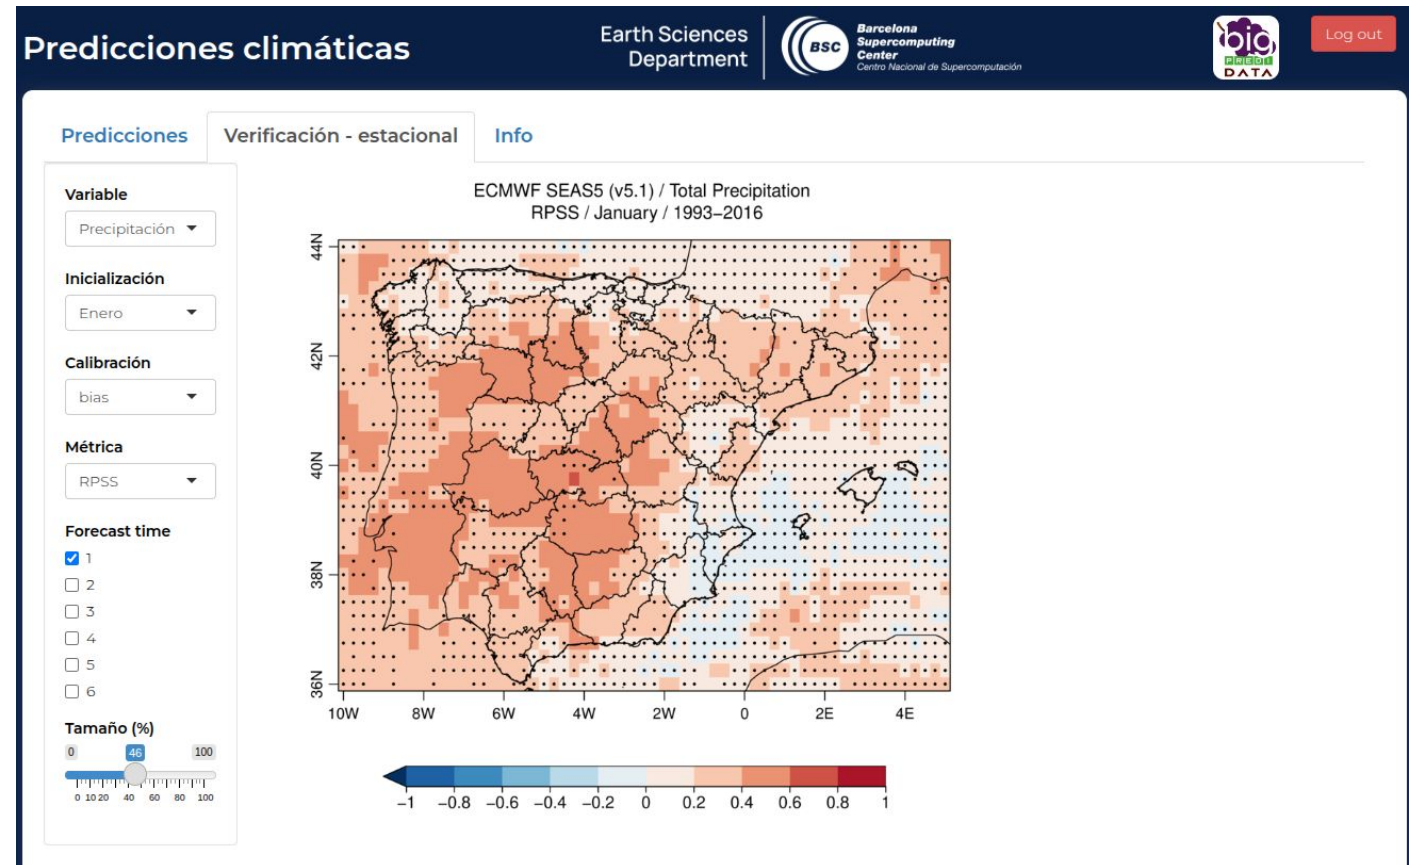 Predicciones climáticas
Earth Sciences
Department
BSC
Barcelona
Supercomputing
Center
Centro Nacional de Supercomputación
big
PREDI
DATA
Log out
Predicciones
Verificación - estacional
Info
Variable
Precipitación
Inicialización
Enero
Calibración
bias
Métrica
RPSS
Forecast time
1
2
3
4
5
6
Tamaño (%)
0 46 100
0 10 20 40 60 80 100
ECMWF SEAS5 (v5.1) / Total Precipitation
RPSS / January / 1993–2016
44N
42N
40N
38N
36N
10W 8W 6W 4W 2W 0 2E 4E
−1 −0.8 −0.6 −0.4 −0.2 0 0.2 0.4 0.6 0.8 1